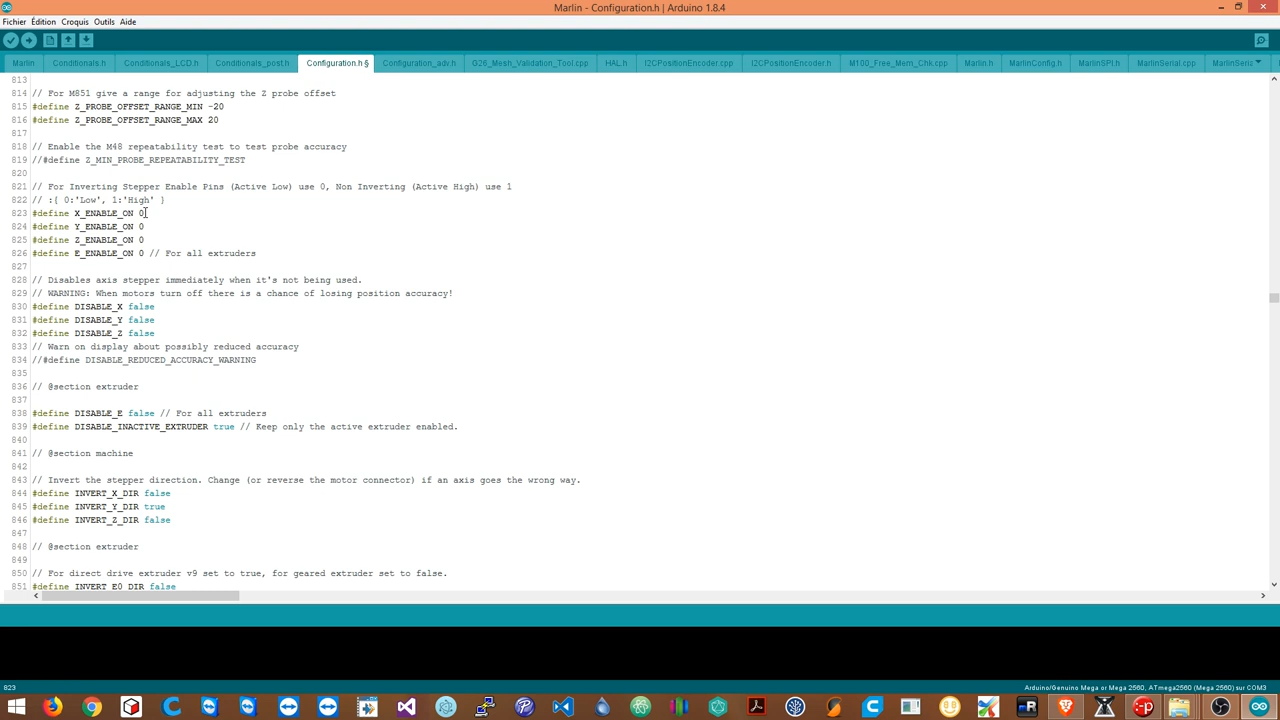 Marlin - Configuration.h | Arduino 1.8.4
Fichier Édition Croquis Outils Aide
Marlin Conditionals.h Conditionals_LCD.h Conditionals_post.h Configuration.h § Configuration_adv.h G26_Mesh_Validation_Tool.cpp HAL.h I2CPositionEncoder.cpp I2CPositionEncoder.h M100_Free_Mem_Chk.cpp Marlin.h MarlinConfig.h MarlinSPI.h MarlinSerial.cpp MarlinSeria
813
814 // For M851 give a range for adjusting the Z probe offset
815 #define Z_PROBE_OFFSET_RANGE_MIN -20
816 #define Z_PROBE_OFFSET_RANGE_MAX 20
817
818 // Enable the M48 repeatability test to test probe accuracy
819 //#define Z_MIN_PROBE_REPEATABILITY_TEST
820
821 // For Inverting Stepper Enable Pins (Active Low) use 0, Non Inverting (Active High) use 1
822 // :{ 0:'Low', 1:'High' }
823 #define X_ENABLE_ON 0
824 #define Y_ENABLE_ON 0
825 #define Z_ENABLE_ON 0
826 #define E_ENABLE_ON 0 // For all extruders
827
828 // Disables axis stepper immediately when it's not being used.
829 // WARNING: When motors turn off there is a chance of losing position accuracy!
830 #define DISABLE_X false
831 #define DISABLE_Y false
832 #define DISABLE_Z false
833 // Warn on display about possibly reduced accuracy
834 //#define DISABLE_REDUCED_ACCURACY_WARNING
835
836 // @section extruder
837
838 #define DISABLE_E false // For all extruders
839 #define DISABLE_INACTIVE_EXTRUDER true // Keep only the active extruder enabled.
840
841 // @section machine
842
843 // Invert the stepper direction. Change (or reverse the motor connector) if an axis goes the wrong way.
844 #define INVERT_X_DIR false
845 #define INVERT_Y_DIR true
846 #define INVERT_Z_DIR false
847
848 // @section extruder
849
850 // For direct drive extruder v9 set to true, for geared extruder set to false.
851 #define INVERT_E0_DIR false
823
Arduino/Genuino Mega or Mega 2560, ATmega2560 (Mega 2560) sur COM3